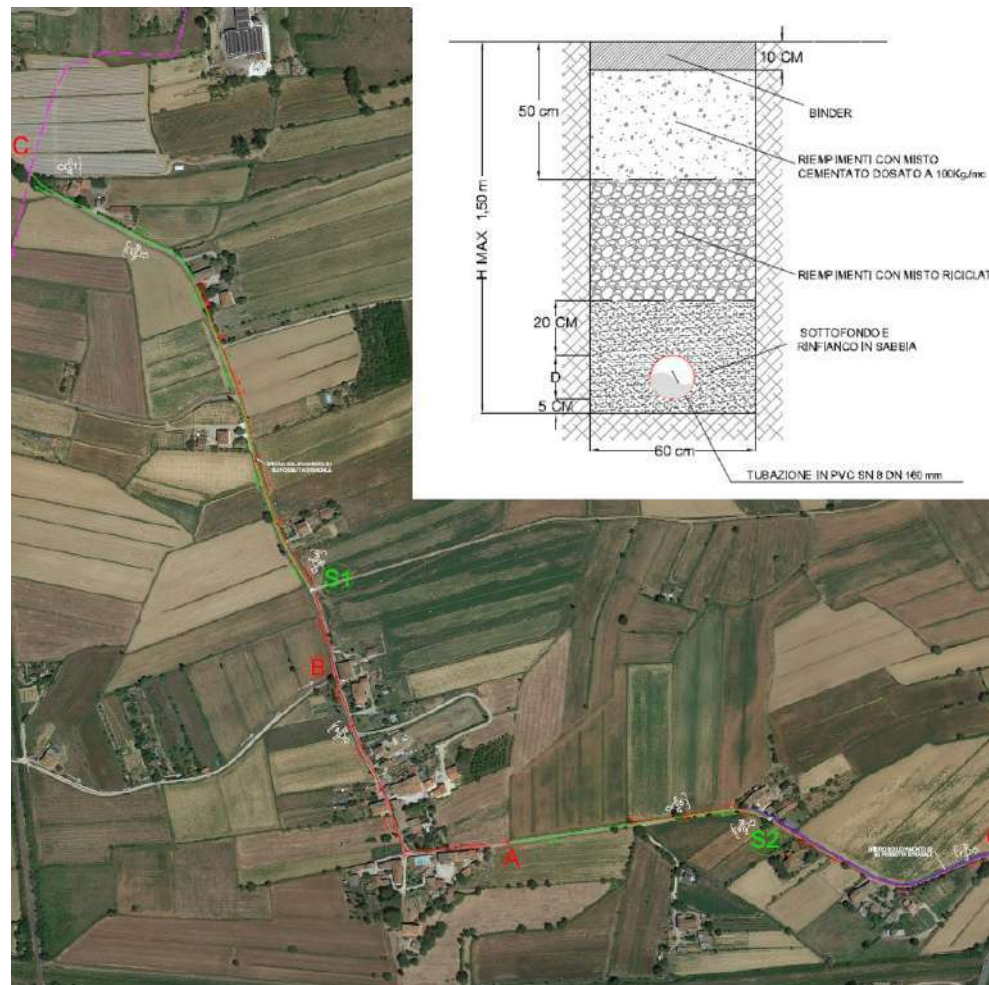 10 CM
50 cm
BINDER
RIEMPIMENTI CON MISTO
CEMENTATO DOSATO A 100Kg./mc
H MAX 1,50 m
RIEMPIMENTI CON MISTO RICICLAT
20 CM
SOTTOFONDO E
RINFIANCO IN SABBIA
D
5 CM
60 cm
TUBAZIONE IN PVC SN 8 DN 160 mm
C
S1
B
A
S2